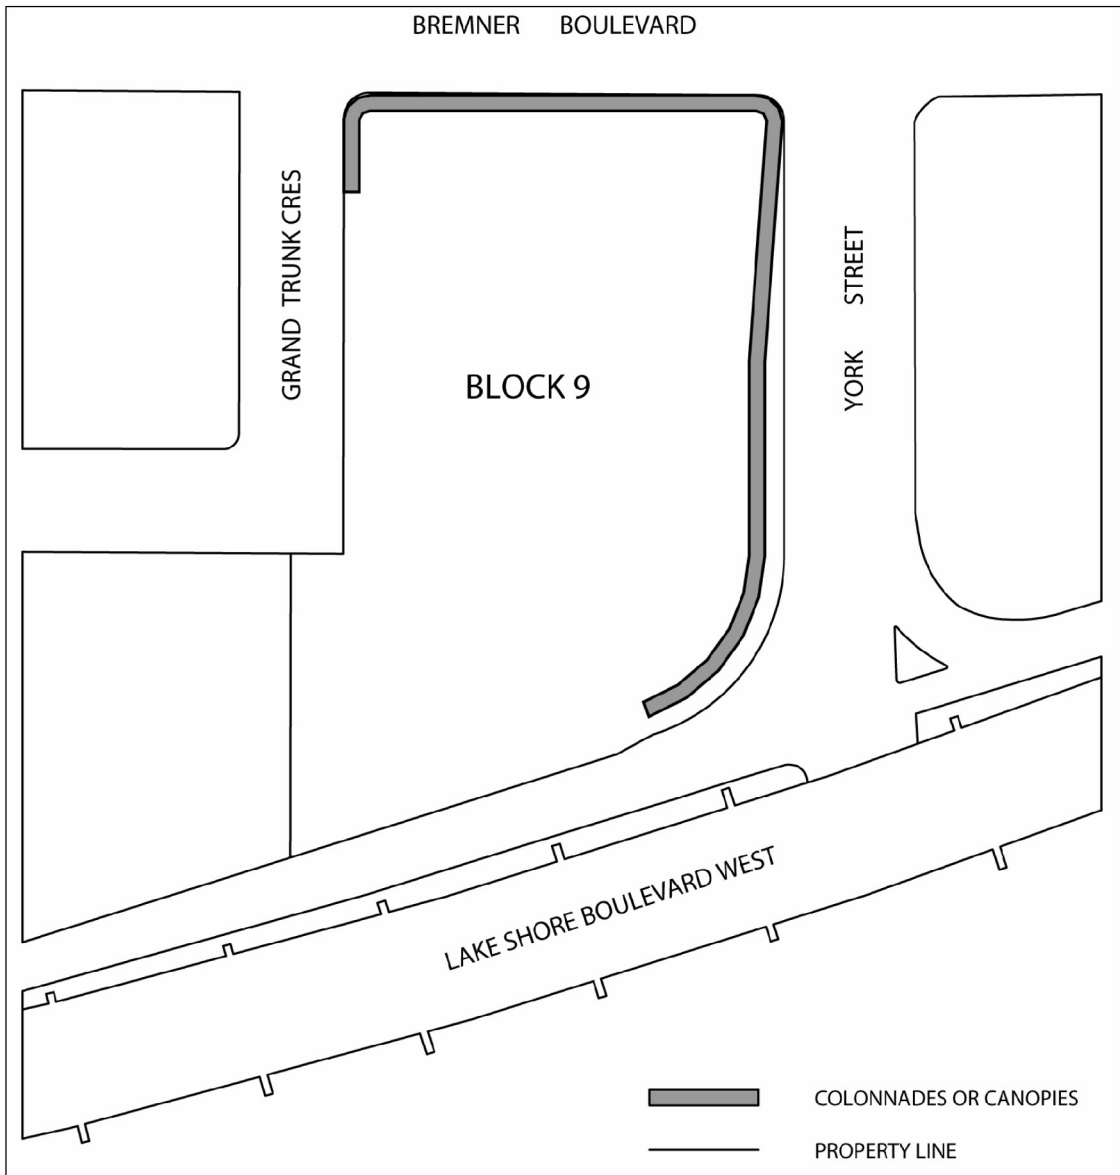 BREMNER BOULEVARD
GRAND TRUNK CRES
YORK STREET
BLOCK 9
LAKE SHORE BOULEVARD WEST
COLONNADES OR CANOPIES
PROPERTY LINE